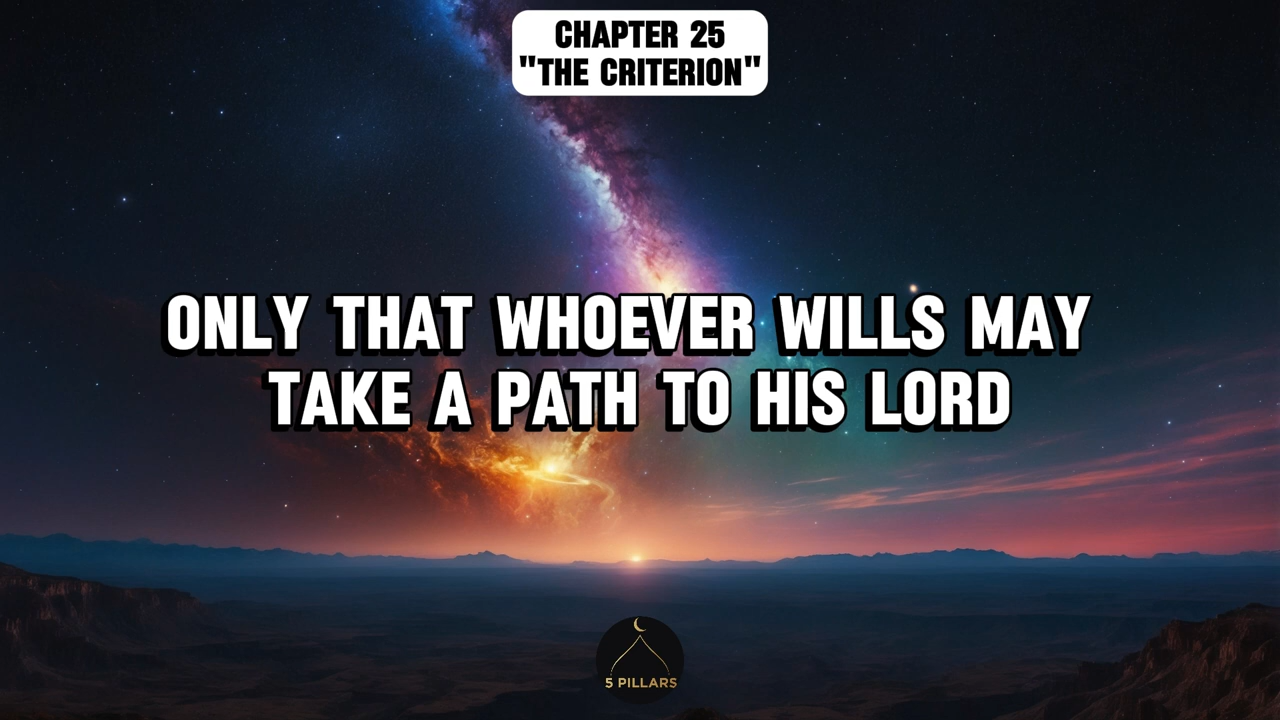 CHAPTER 25
"THE CRITERION"
ONLY THAT WHOEVER WILLS MAY
TAKE A PATH TO HIS LORD
5 PILLARS